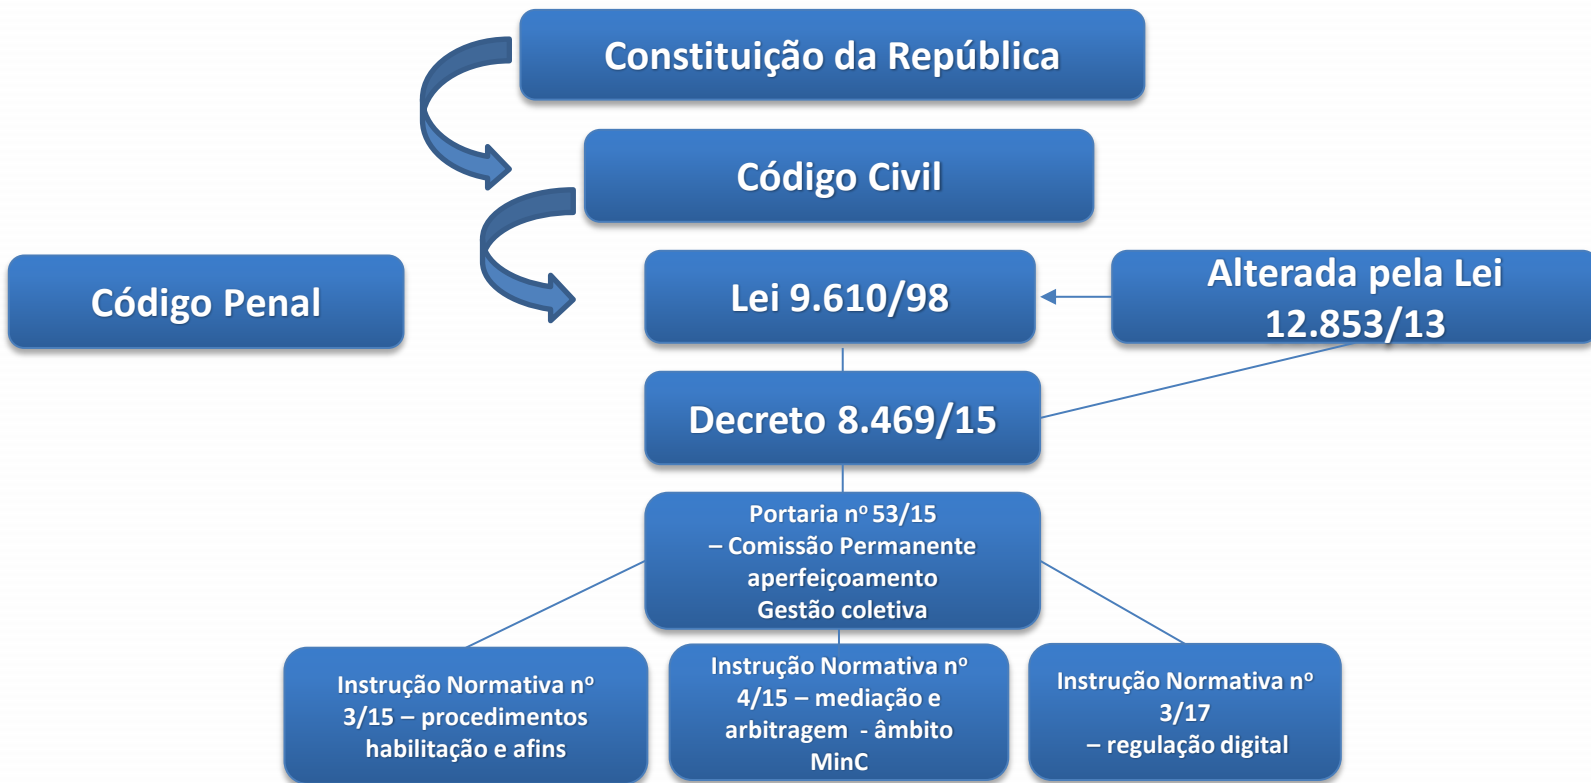 Constituição da República
Código Civil
Código Penal
Lei 9.610/98
Alterada pela Lei
12.853/13
Decreto 8.469/15
Portaria nº 53/15
– Comissão Permanente
aperfeiçoamento
Gestão coletiva
Instrução Normativa nº
3/15 – procedimentos
habilitação e afins
Instrução Normativa nº
4/15 – mediação e
arbitragem - âmbito
MinC
Instrução Normativa nº
3/17
– regulação digital